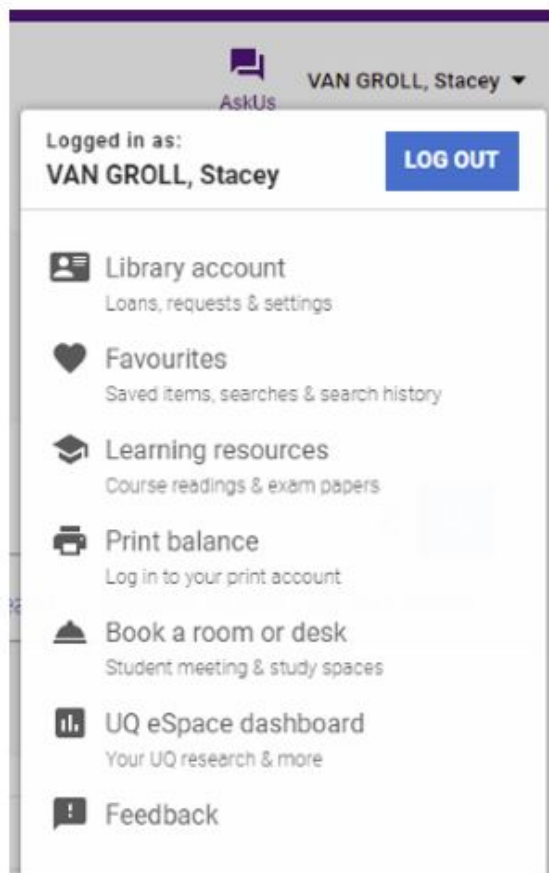 AskUs
VAN GROLL, Stacey
Logged in as:
VAN GROLL, Stacey
LOG OUT
Library account
Loans, requests & settings
Favourites
Saved items, searches & search history
Learning resources
Course readings & exam papers
Print balance
Log in to your print account
Book a room or desk
Student meeting & study spaces
UQ eSpace dashboard
Your UQ research & more
Feedback